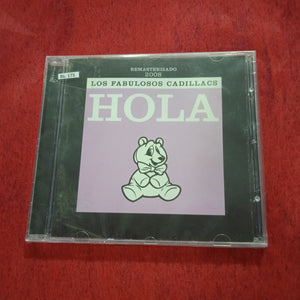 REMASTERIZADO
2008
LOS FABULOSOS CADILLACS
HOLA